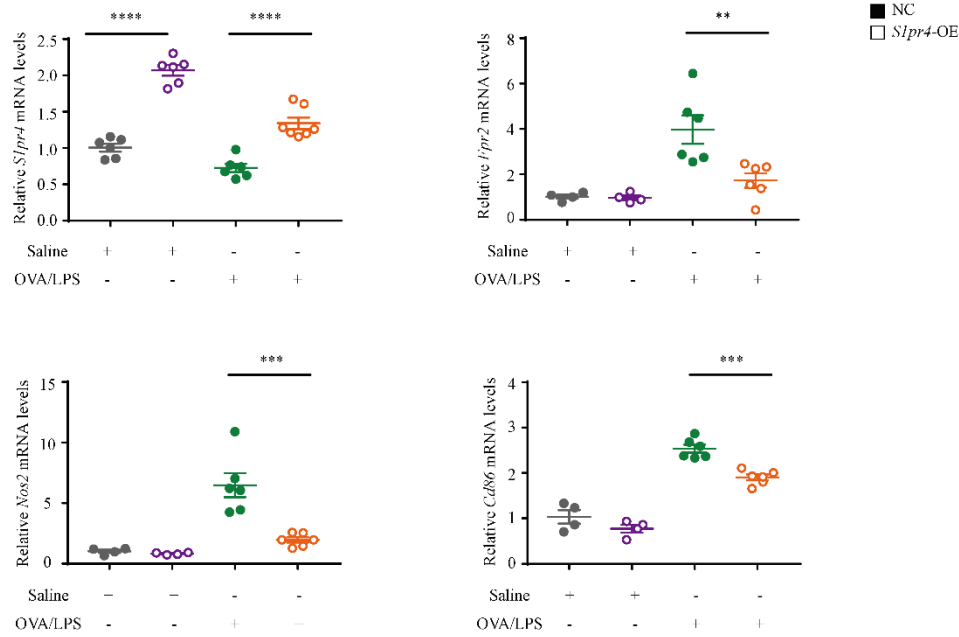 NC
S1pr4-OE
**** ****
Relative S1pr4 mRNA levels
2.5
2.0
1.5
1.0
0.5
0.0
Saline + + - -
OVA/LPS - - + +
**
Relative Fpr2 mRNA levels
8
6
4
2
0
Saline + + - -
OVA/LPS - - + +
***
Relative Nos2 mRNA levels
15
10
5
0
Saline − − - -
OVA/LPS - - + −
***
Relative Cd86 mRNA levels
4
3
2
1
0
Saline + + - -
OVA/LPS - - + +